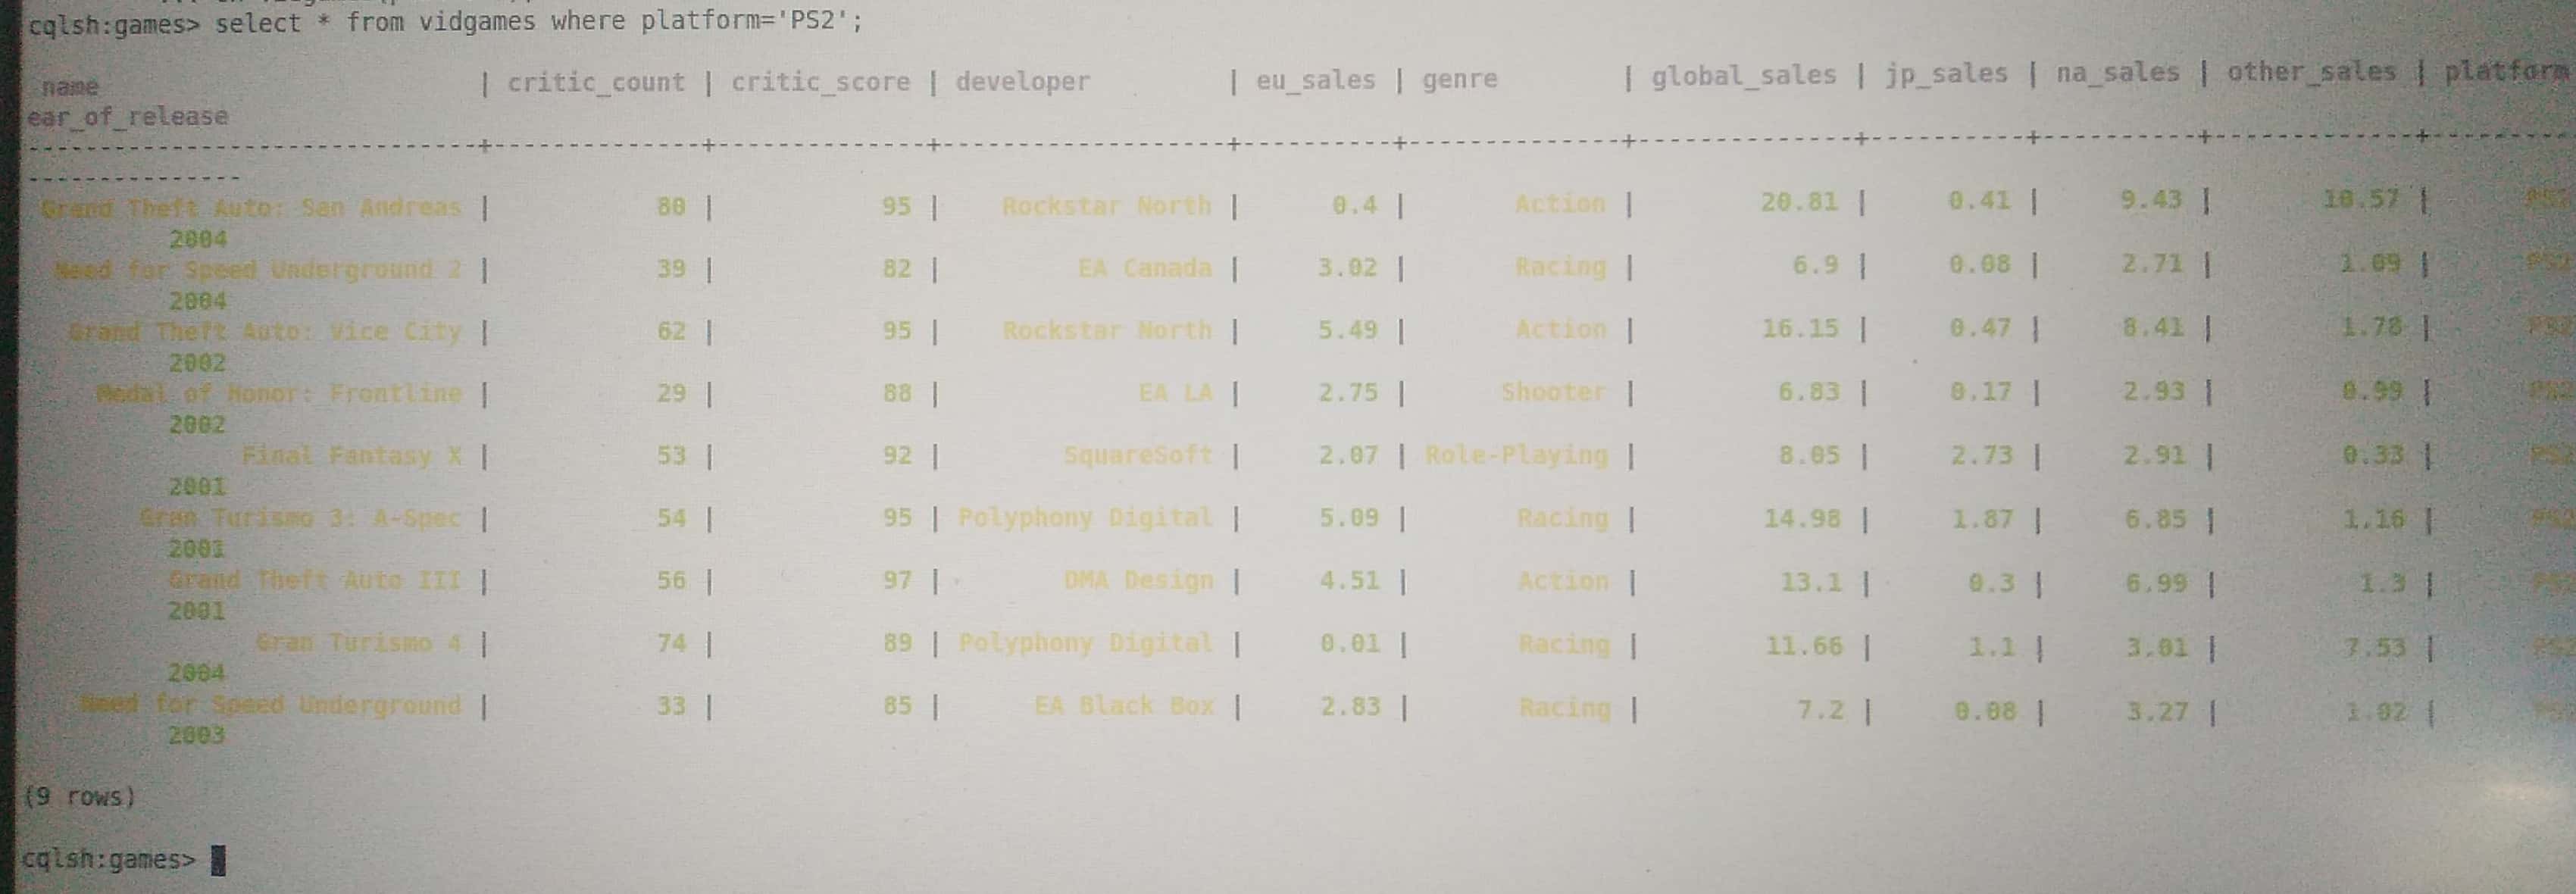 cqlsh:games> select * from vidgames where platform='PS2';
name | critic_count | critic_score | developer | eu_sales | genre | global_sales | jp_sales | na_sales | other_sales | platform
ear_of_release
-------------------------------+---------------+---------------+--------------------+-----------+---------------+---------------+-----------+-----------+--------------+---------
---------------
Grand Theft Auto: San Andreas | 80 | 95 | Rockstar North | 0.4 | Action | 20.81 | 0.41 | 9.43 | 10.57 | PS2
2004
Need for Speed Underground 2 | 39 | 82 | EA Canada | 3.02 | Racing | 6.9 | 0.08 | 2.71 | 1.09 | PS2
2004
Grand Theft Auto: Vice City | 62 | 95 | Rockstar North | 5.49 | Action | 16.15 | 0.47 | 8.41 | 1.78 | PS2
2002
Medal of Honor: Frontline | 29 | 88 | EA LA | 2.75 | Shooter | 6.83 | 0.17 | 2.93 | 0.99 | PS2
2002
Final Fantasy X | 53 | 92 | SquareSoft | 2.07 | Role-Playing | 8.05 | 2.73 | 2.91 | 0.33 | PS2
2001
Gran Turismo 3: A-Spec | 54 | 95 | Polyphony Digital | 5.09 | Racing | 14.98 | 1.87 | 6.85 | 1.16 | PS2
2001
Grand Theft Auto III | 56 | 97 | DMA Design | 4.51 | Action | 13.1 | 0.3 | 6.99 | 1.3 | PS2
2001
Gran Turismo 4 | 74 | 89 | Polyphony Digital | 0.01 | Racing | 11.66 | 1.1 | 3.01 | 7.53 | PS2
2004
Need for Speed Underground | 33 | 85 | EA Black Box | 2.83 | Racing | 7.2 | 0.08 | 3.27 | 1.02 | PS2
2003
(9 rows)
cqlsh:games>